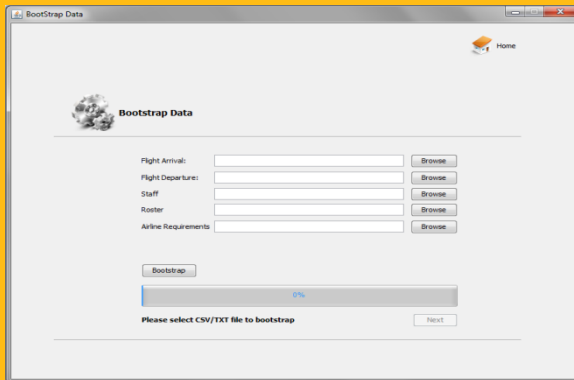 BootStrap Data
Home
Bootstrap Data
Flight Arrival: Browse
Flight Departure: Browse
Staff Browse
Roster Browse
Airline Requirements Browse
Bootstrap
0%
Please select CSV/TXT file to bootstrap Next